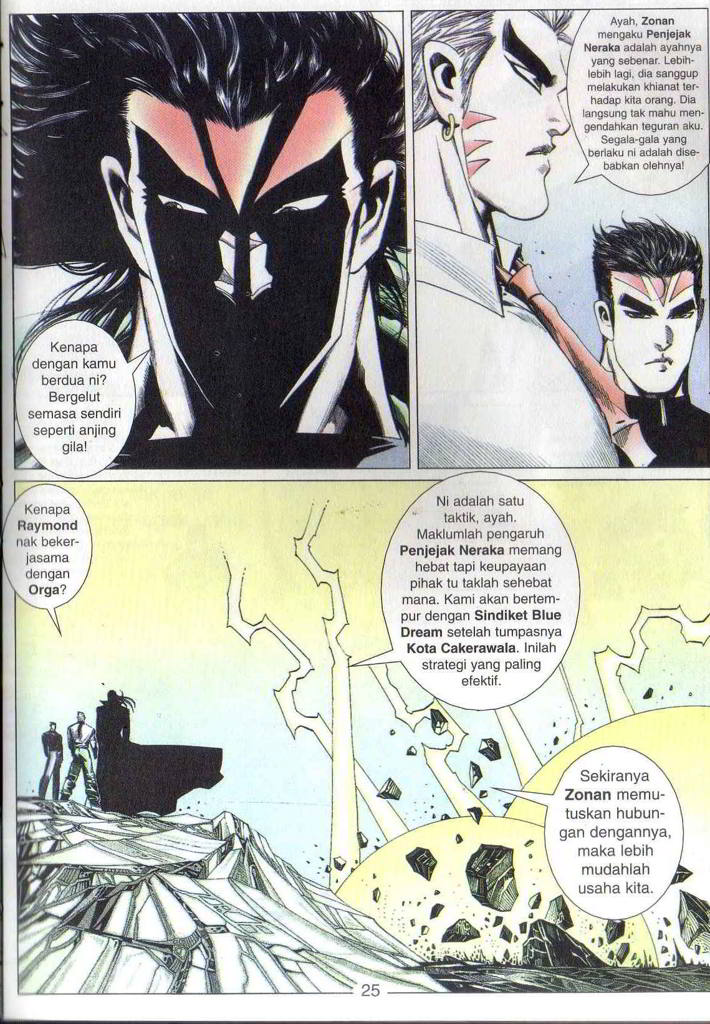 Kenapa
dengan kamu
berdua ni?
Bergelut
semasa sendiri
seperti anjing
gila!
Ayah, Zonan
mengaku Penjejak
Neraka adalah ayahnya
yang sebenar. Lebih-
lebih lagi, dia sanggup
melakukan khianat ter-
hadap kita orang. Dia
langsung tak mahu men-
gendahkan teguran aku.
Segala-gala yang
berlaku ni adalah dise-
babkan olehnya!
Kenapa
Raymond
nak beker-
jasama
dengan
Orga?
Ni adalah satu
taktik, ayah.
Maklumlah pengaruh
Penjejak Neraka memang
hebat tapi keupayaan
pihak tu taklah sehebat
mana. Kami akan bertem-
pur dengan Sindiket Blue
Dream setelah tumpasnya
Kota Cakerawala. Inilah
strategi yang paling
efektif.
Sekiranya
Zonan memu-
tuskan hubun-
gan dengannya,
maka lebih
mudahlah
usaha kita.
25